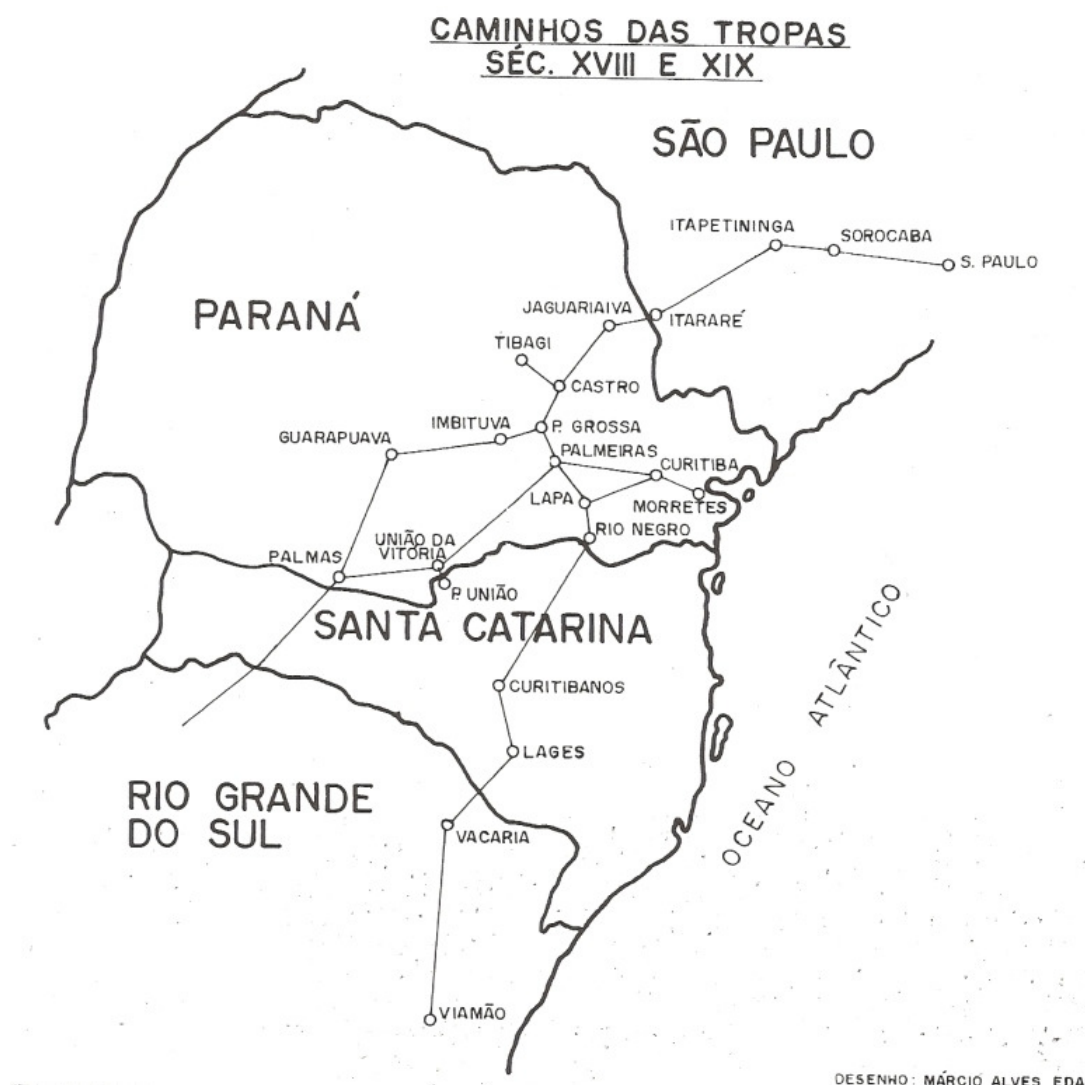 CAMINHOS DAS TROPAS
SÉC. XVIII E XIX
SÃO PAULO
ITAPETININGA
SOROCABA
S. PAULO
PARANÁ
JAGUARIAIVA
ITARARÉ
TIBAGI
CASTRO
IMBITUVA
P. GROSSA
GUARAPUAVA
PALMEIRAS
CURITIBA
LAPA
MORRETES
RIO NEGRO
UNIÃO DA
VITÓRIA
PALMAS
P. UNIÃO
SANTA CATARINA
OCEANO ATLÂNTICO
CURITIBANOS
LAGES
RIO GRANDE
DO SUL
VACARIA
VIAMÃO
DESENHO: MÁRCIO ALVES EDA